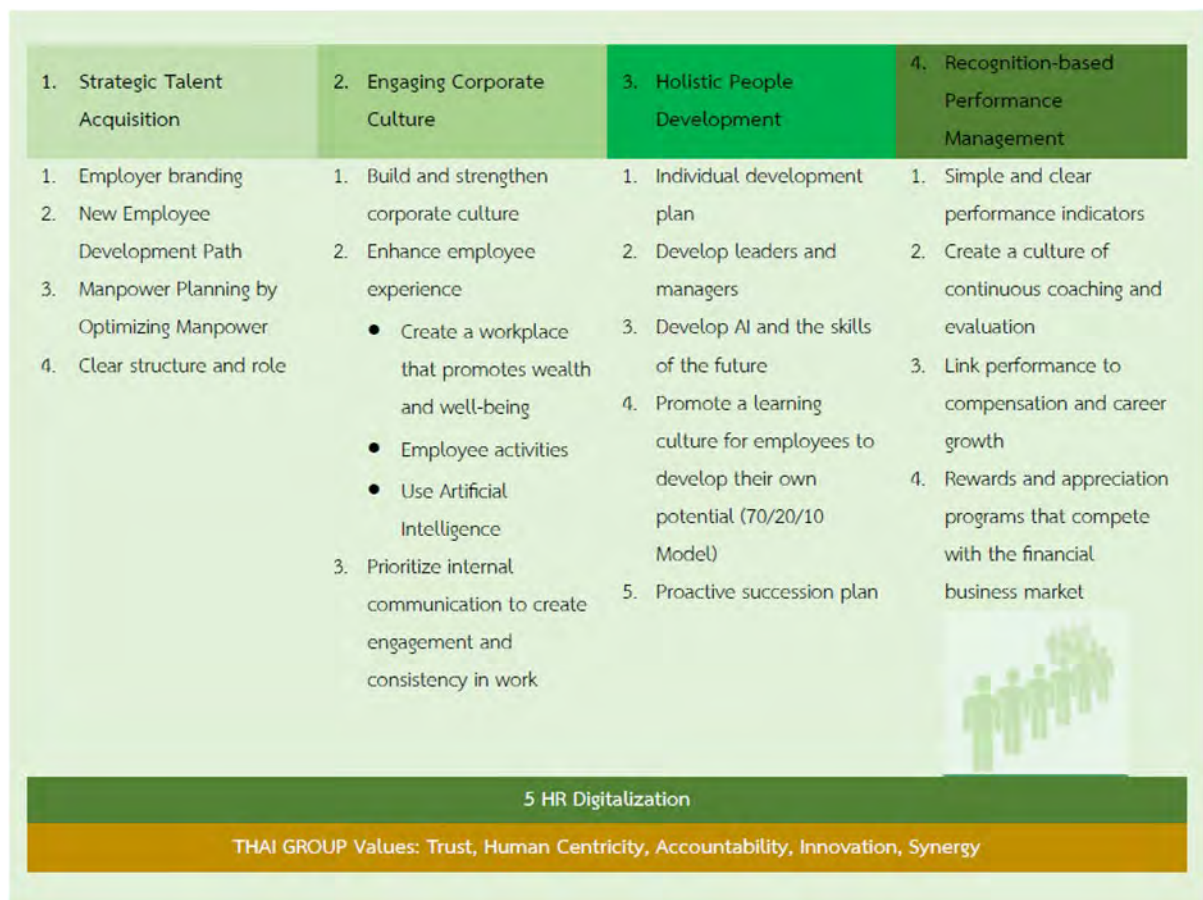 1. Strategic Talent
Acquisition
2. Engaging Corporate
Culture
3. Holistic People
Development
4. Recognition-based
Performance
Management
1. Employer branding
2. New Employee
Development Path
3. Manpower Planning by
Optimizing Manpower
4. Clear structure and role
1. Build and strengthen
corporate culture
2. Enhance employee
experience
● Create a workplace
that promotes wealth
and well-being
● Employee activities
● Use Artificial
Intelligence
3. Prioritize internal
communication to create
engagement and
consistency in work
1. Individual development
plan
2. Develop leaders and
managers
3. Develop AI and the skills
of the future
4. Promote a learning
culture for employees to
develop their own
potential (70/20/10
Model)
5. Proactive succession plan
1. Simple and clear
performance indicators
2. Create a culture of
continuous coaching and
evaluation
3. Link performance to
compensation and career
growth
4. Rewards and appreciation
programs that compete
with the financial
business market
5 HR Digitalization
THAI GROUP Values: Trust, Human Centricity, Accountability, Innovation, Synergy